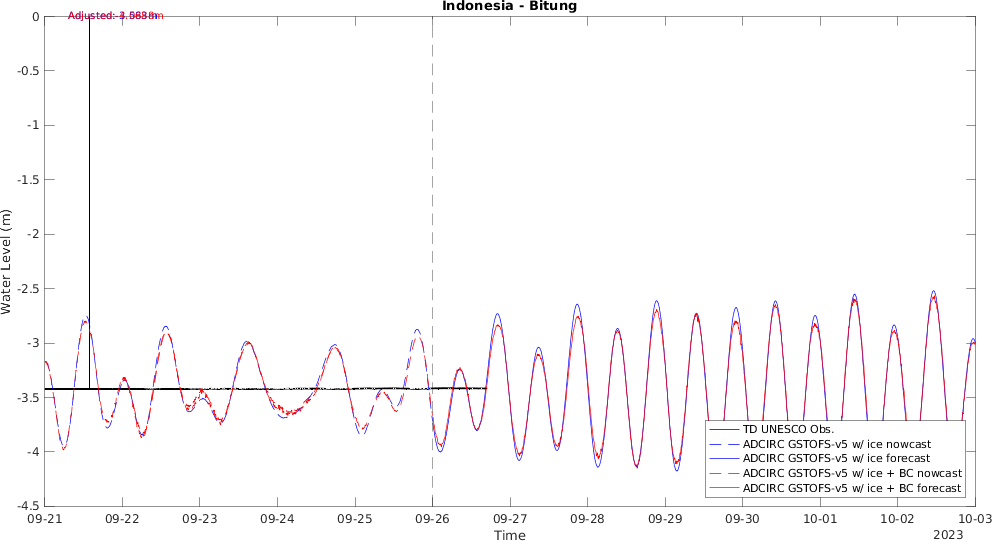 Indonesia - Bitung
Adjusted:
0
-0.5
-1
-1.5
-2
-2.5
-3
-3.5
-4
-4.5
Water Level (m)
09-21
09-22
09-23
09-24
09-25
09-26
09-27
09-28
09-29
09-30
10-01
10-02
10-03
Time
2023
TD UNESCO Obs.
ADCIRC GSTOFS-v5 w/ ice nowcast
ADCIRC GSTOFS-v5 w/ ice forecast
ADCIRC GSTOFS-v5 w/ ice + BC nowcast
ADCIRC GSTOFS-v5 w/ ice + BC forecast